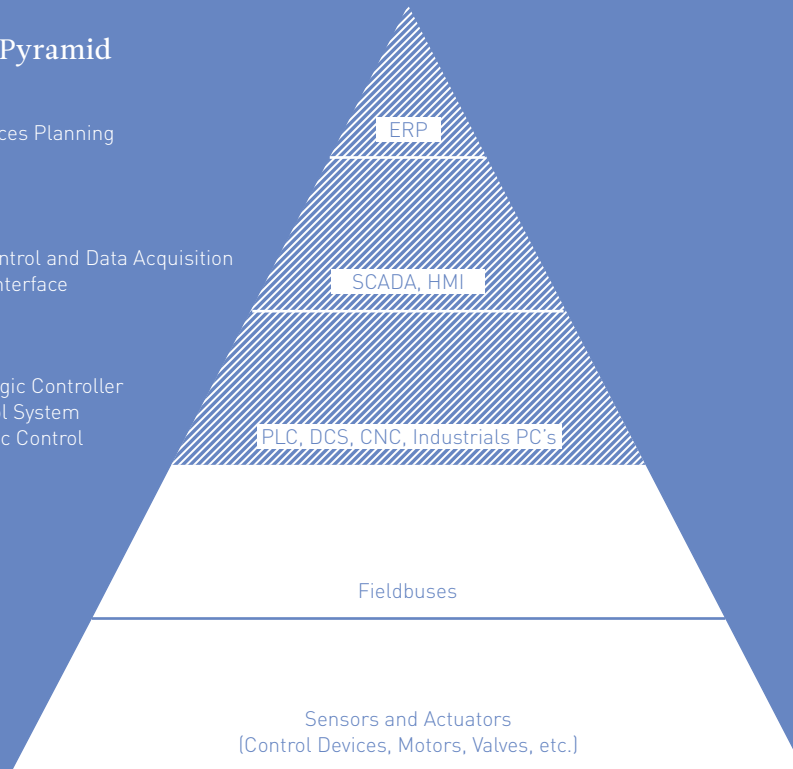 Pyramid
ces Planning
ntrol and Data Acquisition
nterface
gic Controller
l System
c Control
ERP
SCADA, HMI
PLC, DCS, CNC, Industrials PC’s
Fieldbuses
Sensors and Actuators
(Control Devices, Motors, Valves, etc.)